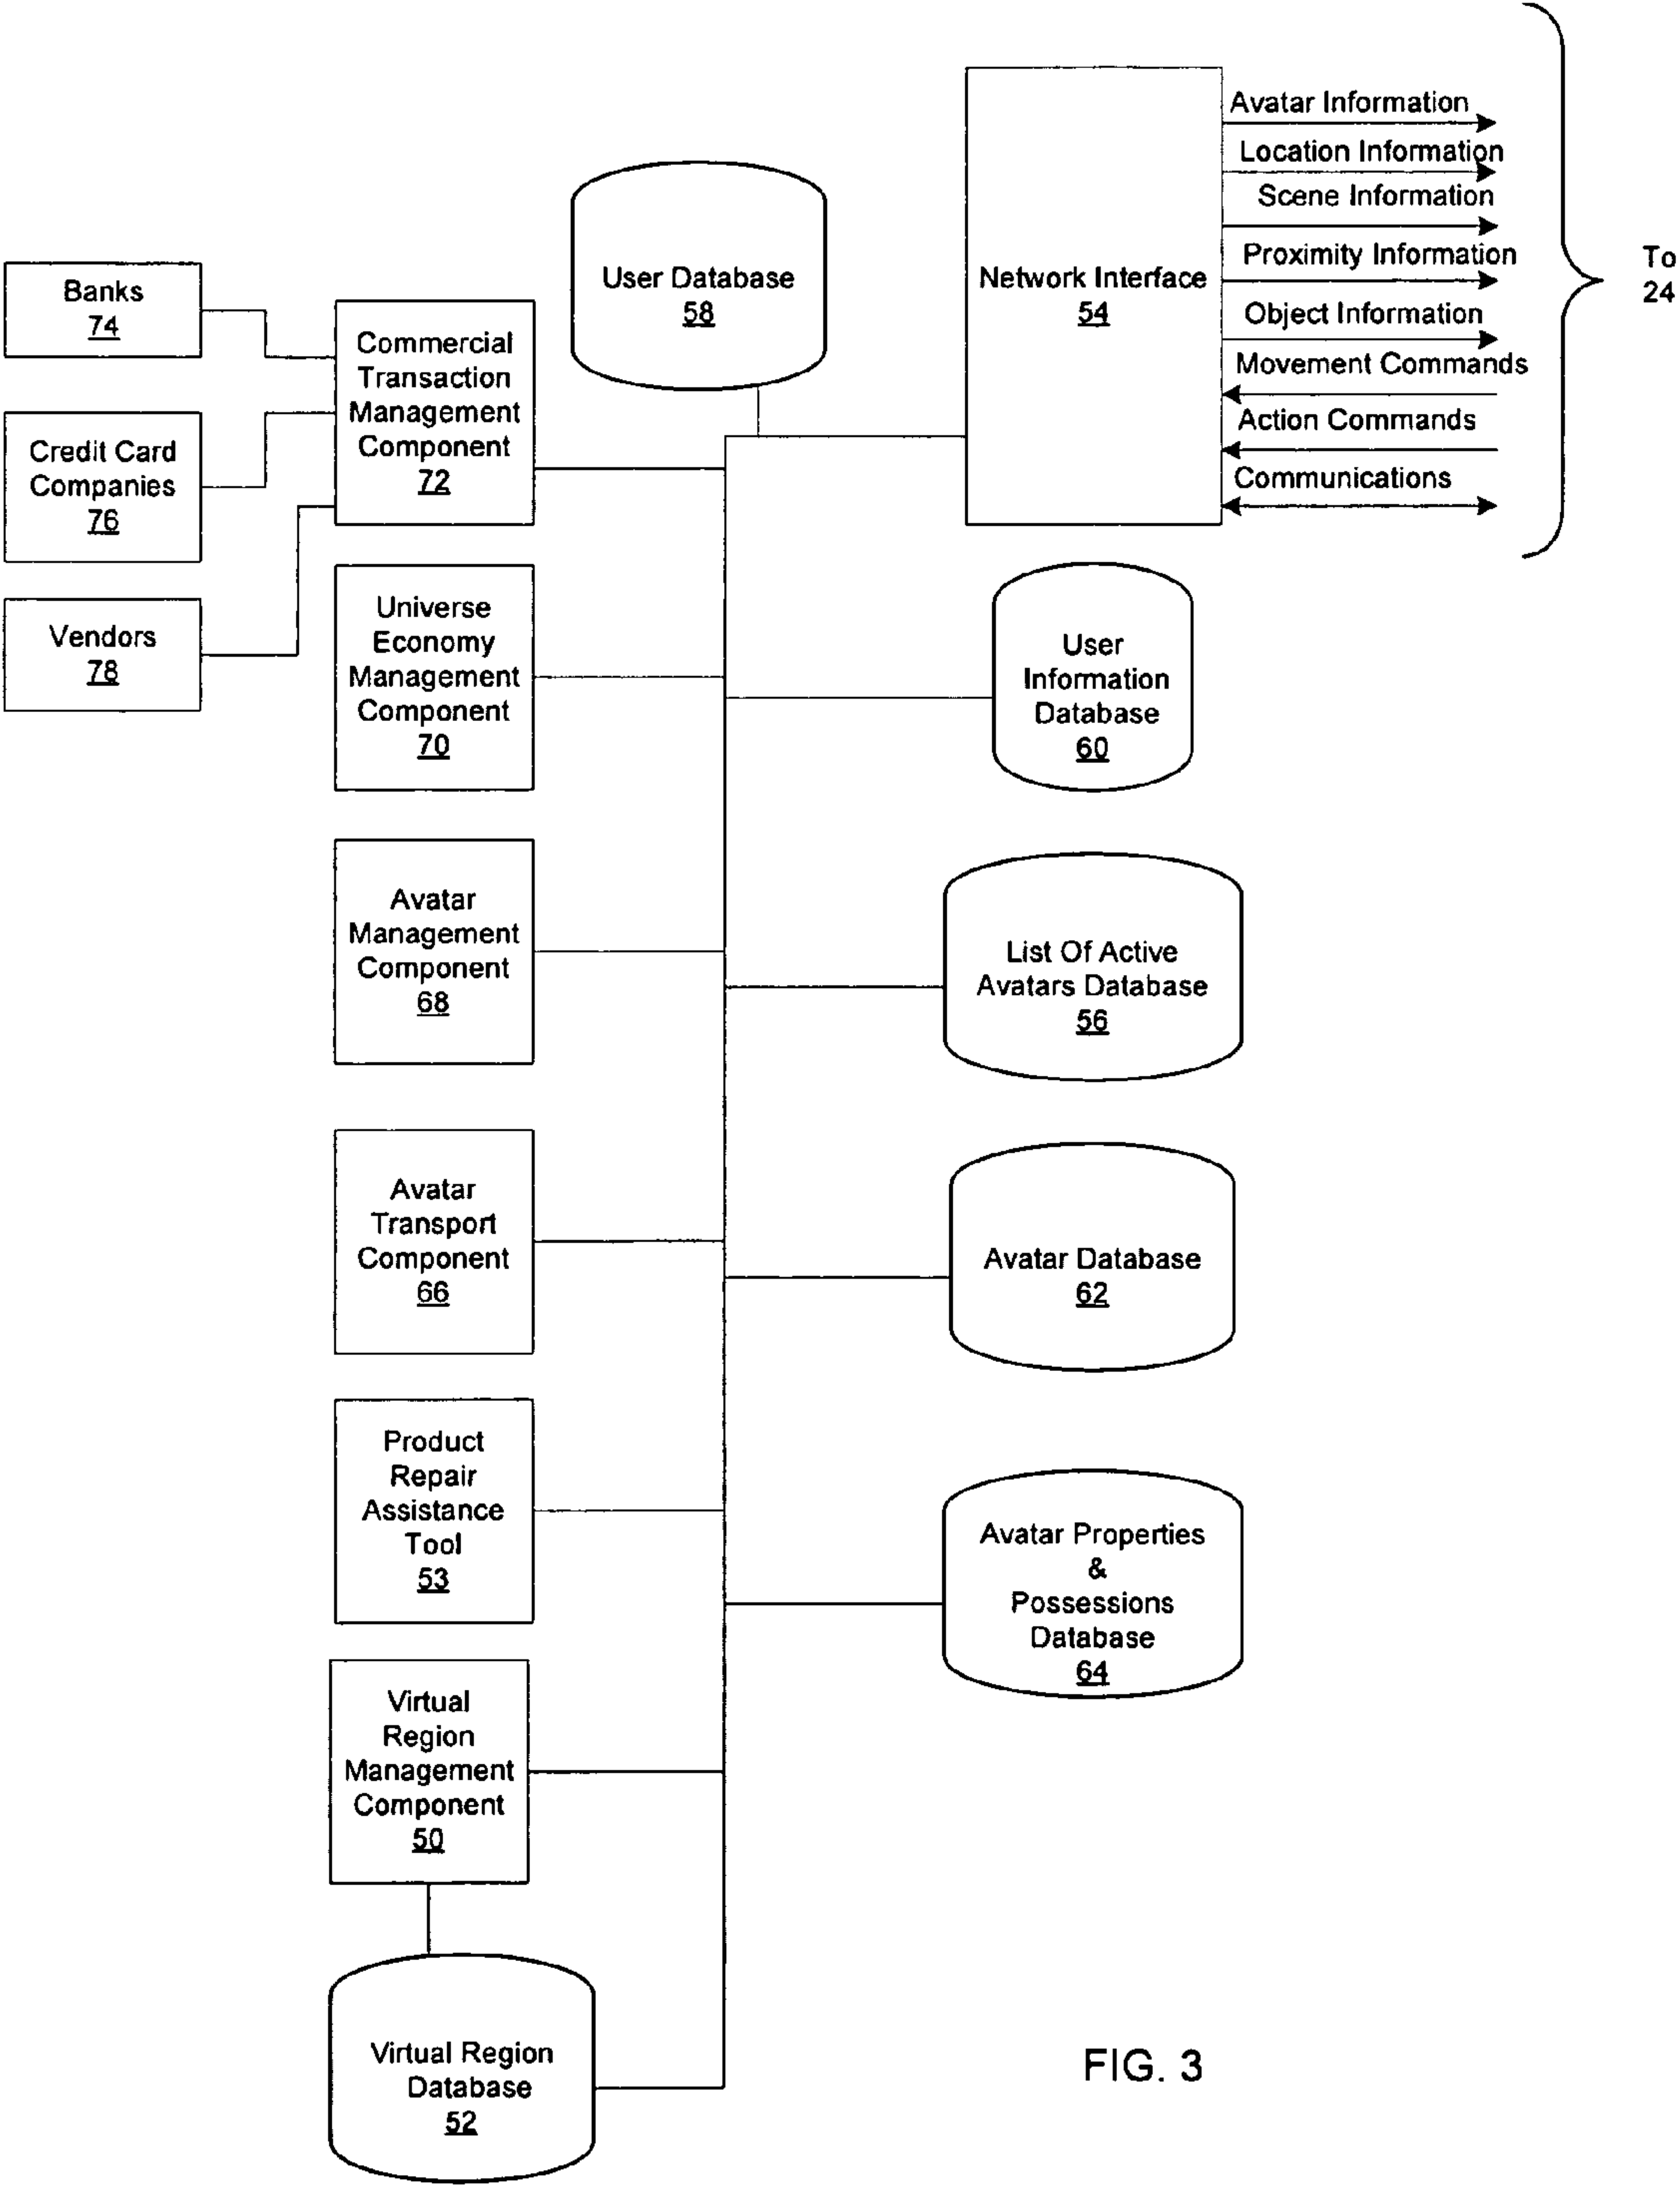 Avatar Information
Location Information
Scene Information
Proximity Information
Object Information
Movement Commands
Action Commands
Communications
To
24
Network Interface
54
User Database
58
Banks
74
Credit Card
Companies
76
Vendors
78
Commercial
Transaction
Management
Component
72
Universe
Economy
Management
Component
70
User
Information
Database
60
Avatar
Management
Component
68
List Of Active
Avatars Database
56
Avatar
Transport
Component
66
Avatar Database
62
Product
Repair
Assistance
Tool
53
Avatar Properties
&
Possessions
Database
64
Virtual
Region
Management
Component
50
Virtual Region
Database
52
FIG. 3